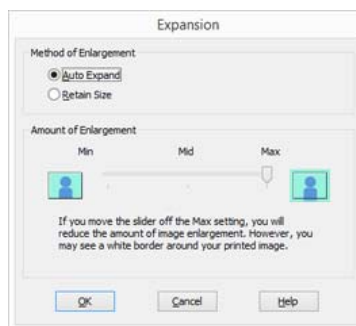 Expansion
Method of Enlargement
Auto Expand
Retain Size
Amount of Enlargement
Min Mid Max
If you move the slider off the Max setting, you will
reduce the amount of image enlargement. However, you
may see a white border around your printed image.
OK Cancel Help